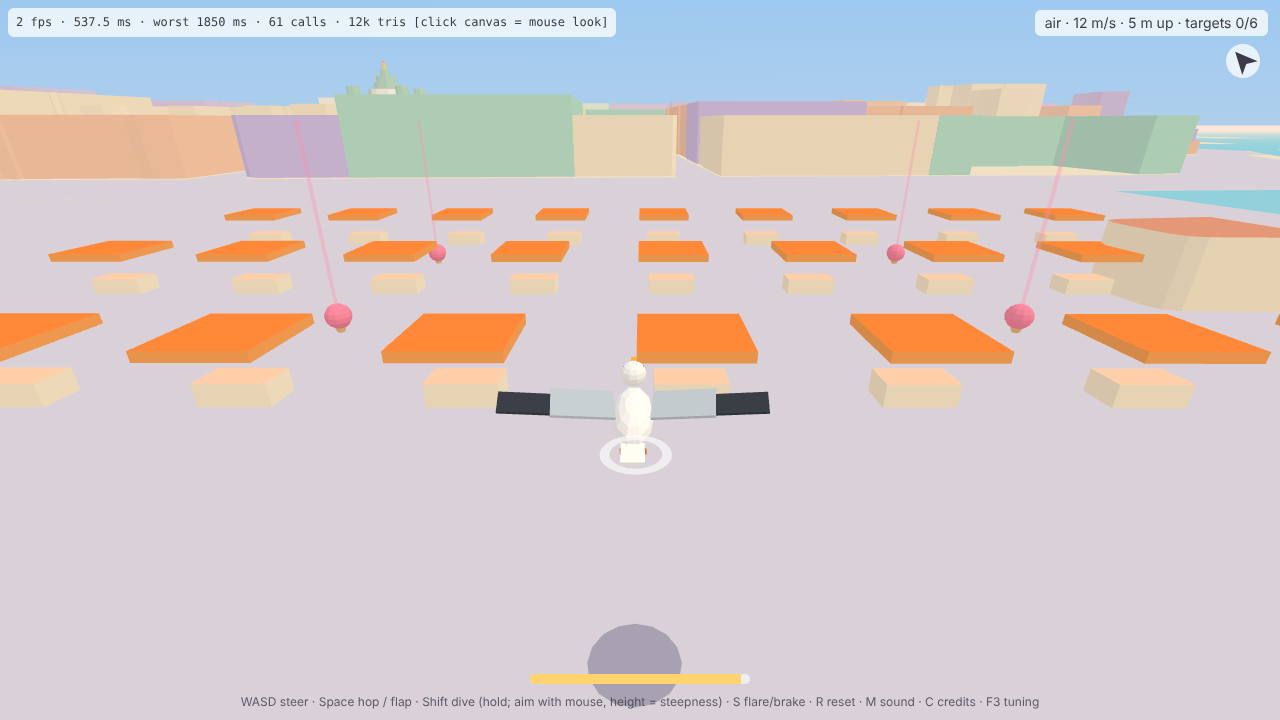 2 fps · 537.5 ms · worst 1850 ms · 61 calls · 12k tris [click canvas = mouse look]
air · 12 m/s · 5 m up · targets 0/6
WASD steer · Space hop / flap · Shift dive (hold; aim with mouse, height = steepness) · S flare/brake · R reset · M sound · C credits · F3 tuning